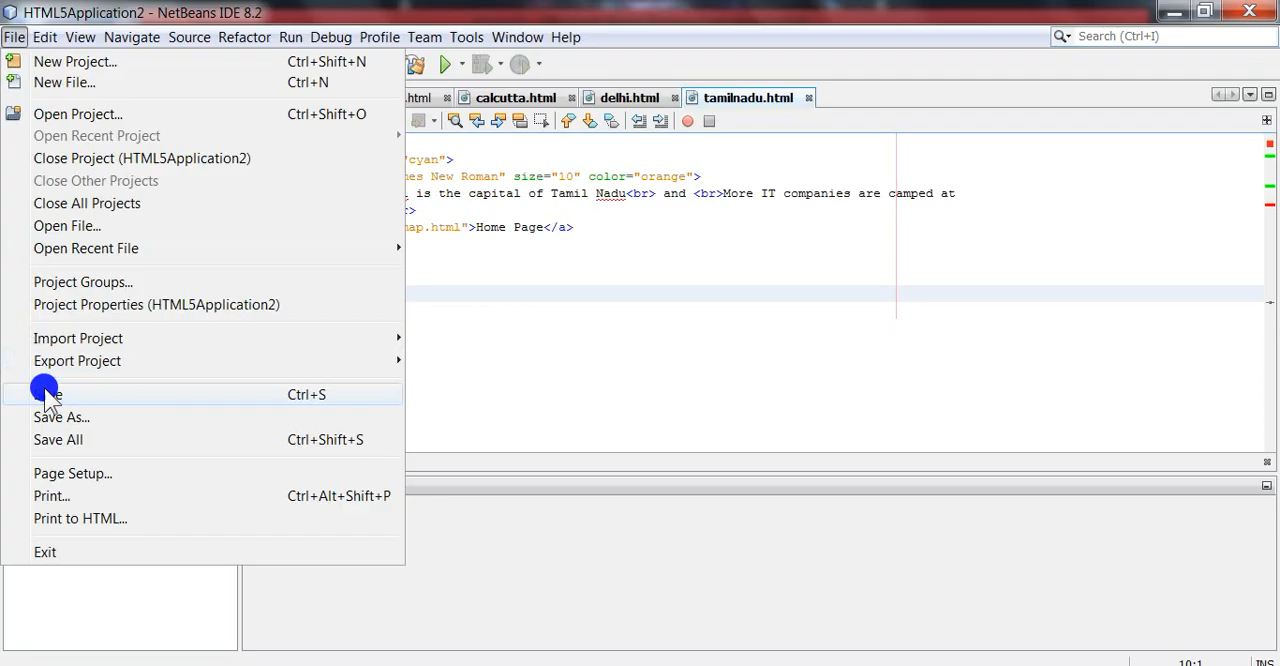 HTML5Application2 - NetBeans IDE 8.2
File Edit View Navigate Source Refactor Run Debug Profile Team Tools Window Help
Search (Ctrl+I)
New Project... Ctrl+Shift+N
New File... Ctrl+N
Open Project... Ctrl+Shift+O
Open Recent Project
Close Project (HTML5Application2)
Close Other Projects
Close All Projects
Open File...
Open Recent File
Project Groups...
Project Properties (HTML5Application2)
Import Project
Export Project
Ctrl+S
Save As...
Save All Ctrl+Shift+S
Page Setup...
Print... Ctrl+Alt+Shift+P
Print to HTML...
Exit
.html calcutta.html delhi.html tamilnadu.html
"cyan">
mes New Roman" size="10" color="orange">
is the capital of Tamil Nadu<br> and <br>More IT companies are camped at
>
map.html">Home Page</a>
10:1 INS